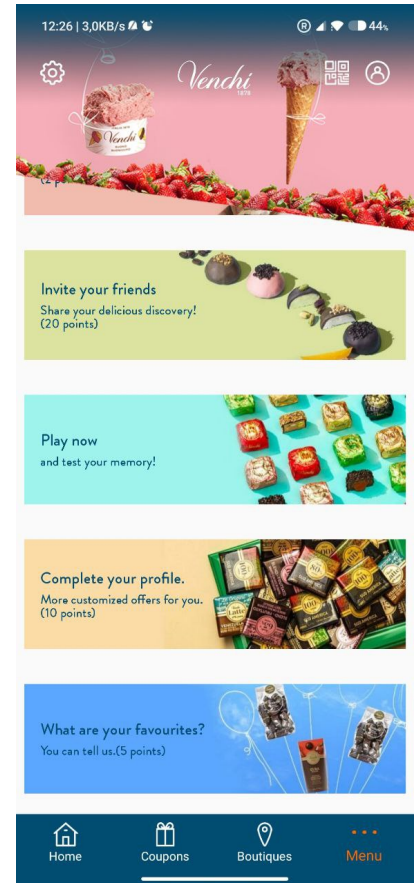 12:26 | 3,0KB/s
R
44%
Venchi
1878
Venchi
Invite your friends
Share your delicious discovery!
(20 points)
Play now
and test your memory!
Complete your profile.
More customized offers for you.
(10 points)
What are your favourites?
You can tell us.(5 points)
Home
Coupons
Boutiques
Menu